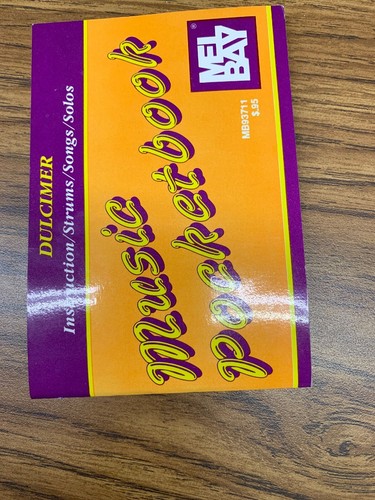 DULCIMER
Instruction/Strums/Songs/Solos
music
pocketbook
MEL
BAY
®
MB93711
$.95